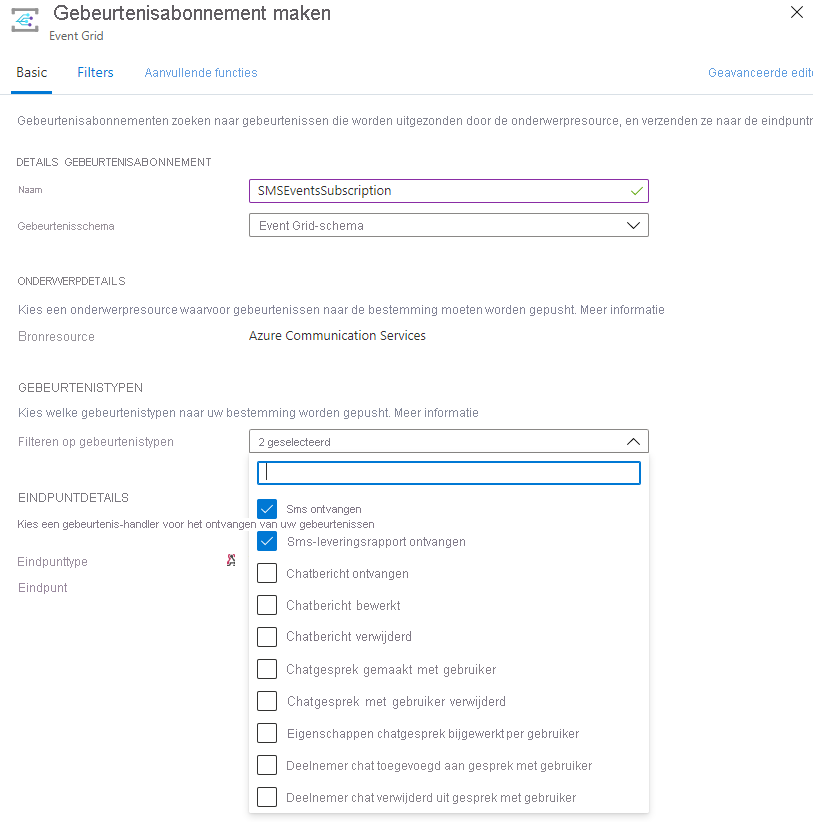 Gebeurtenisabonnement maken
Event Grid
Basic Filters Aanvullende functies Geavanceerde edit
Gebeurtenisabonnementen zoeken naar gebeurtenissen die worden uitgezonden door de onderwerpresource, en verzenden ze naar de eindpuntr
DETAILS GEBEURTENISABONNEMENT
Naam SMSEventsSubscription
Gebeurtenisschema Event Grid-schema
ONDERWERPDETAILS
Kies een onderwerpresource waarvoor gebeurtenissen naar de bestemming moeten worden gepusht. Meer informatie
Bronresource Azure Communication Services
GEBEURTENISTYPEN
Kies welke gebeurtenistypen naar uw bestemming worden gepusht. Meer informatie
Filteren op gebeurtenistypen 2 geselecteerd
EINDPUNTDETAILS
Sms ontvangen
Kies een gebeurtenis-handler voor het ontvangen van uw gebeurtenissen
Sms-leveringsrapport ontvangen
Eindpunttype
Chatbericht ontvangen
Eindpunt
Chatbericht bewerkt
Chatbericht verwijderd
Chatgesprek gemaakt met gebruiker
Chatgesprek met gebruiker verwijderd
Eigenschappen chatgesprek bijgewerkt per gebruiker
Deelnemer chat toegevoegd aan gesprek met gebruiker
Deelnemer chat verwijderd uit gesprek met gebruiker